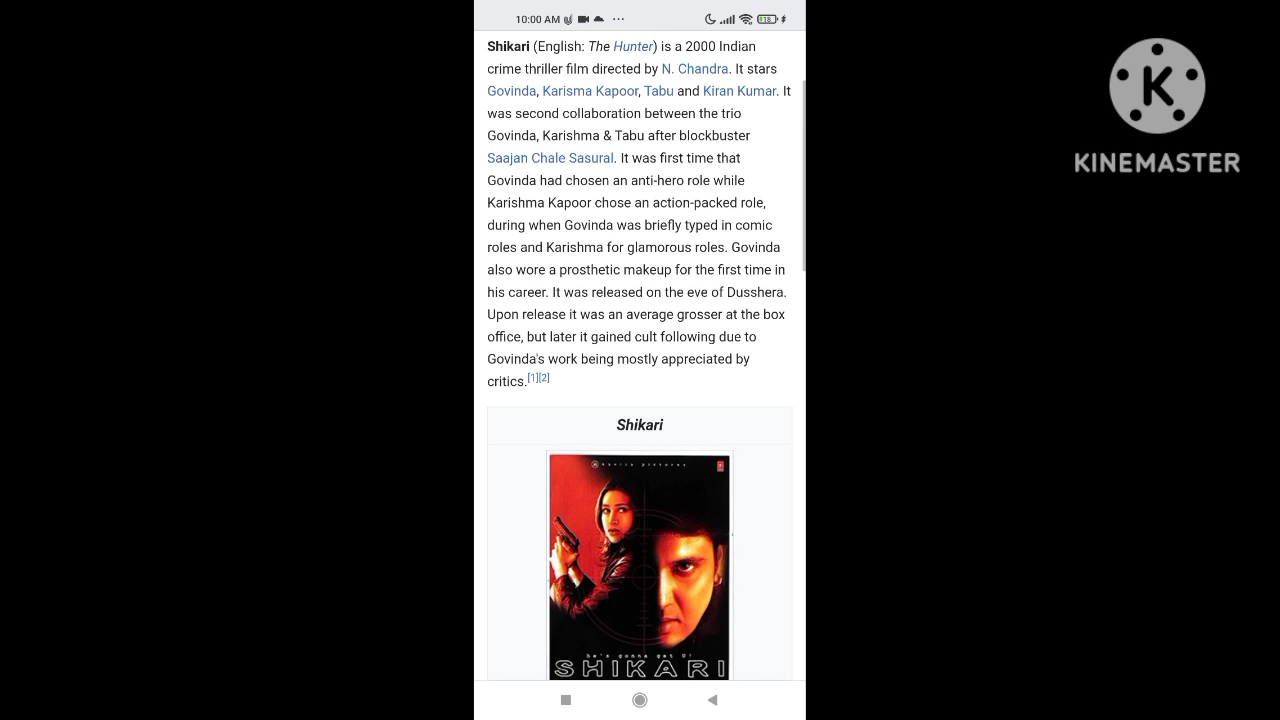 10:00 AM
18
Shikari (English: The Hunter) is a 2000 Indian
crime thriller film directed by N. Chandra. It stars
Govinda, Karisma Kapoor, Tabu and Kiran Kumar. It
was second collaboration between the trio
Govinda, Karishma & Tabu after blockbuster
Saajan Chale Sasural. It was first time that
Govinda had chosen an anti-hero role while
Karishma Kapoor chose an action-packed role,
during when Govinda was briefly typed in comic
roles and Karishma for glamorous roles. Govinda
also wore a prosthetic makeup for the first time in
his career. It was released on the eve of Dusshera.
Upon release it was an average grosser at the box
office, but later it gained cult following due to
Govinda's work being mostly appreciated by
critics.[1][2]
Shikari
he's gonna get U!
SHIKARI
K
KINEMASTER